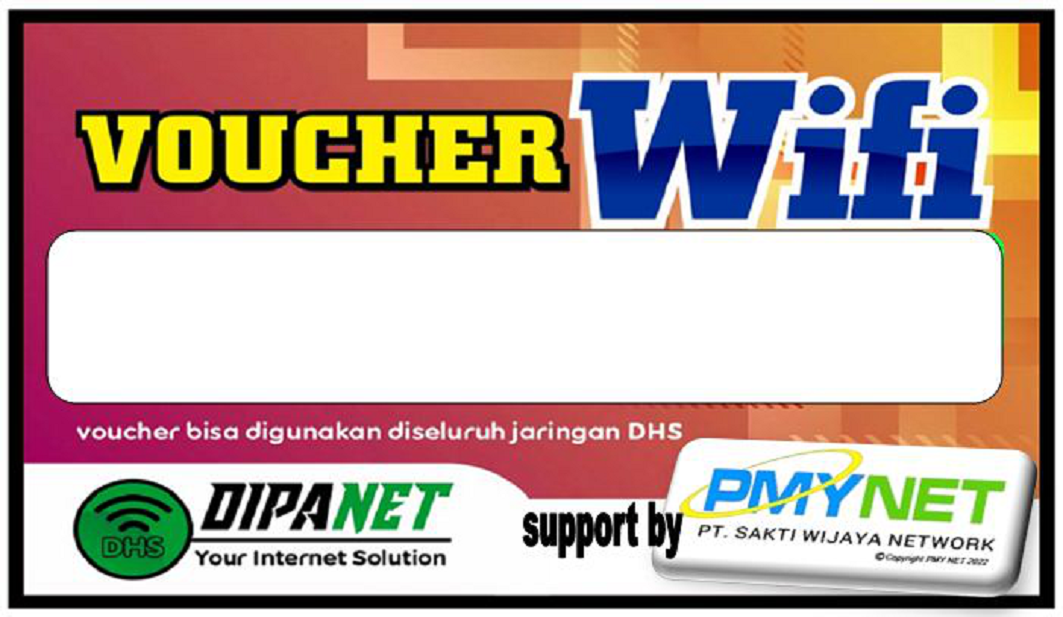 VOUCHER Wifi
voucher bisa digunakan diseluruh jaringan DHS
DHS
DIPANET
Your Internet Solution
support by
PMYNET
PT. SAKTI WIJAYA NETWORK
©Copyright PMY NET 2022